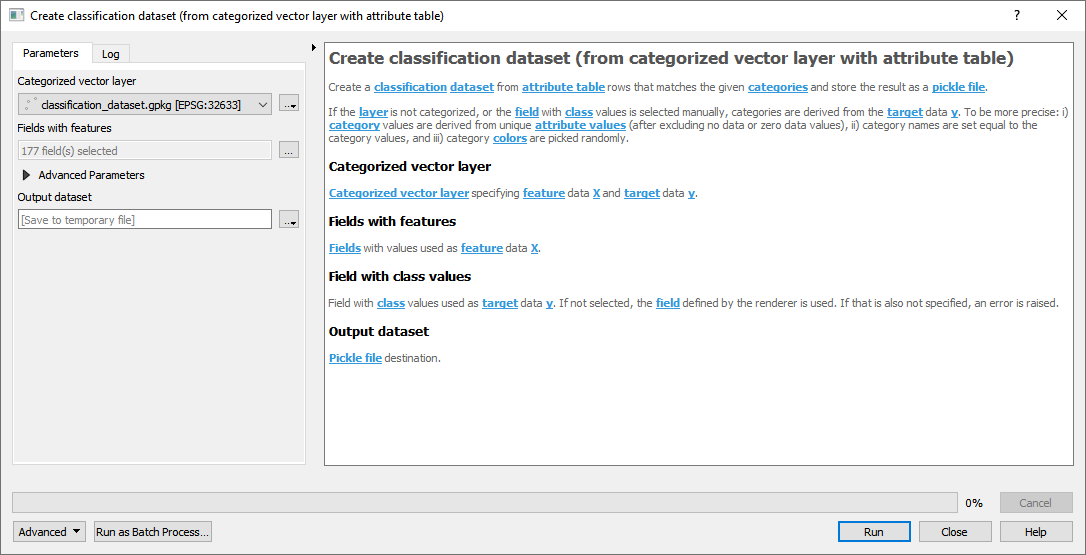 Create classification dataset (from categorized vector layer with attribute table)
?
Parameters
Log
Categorized vector layer
classification_dataset.gpkg [EPSG:32633]
...
Fields with features
177 field(s) selected
...
Advanced Parameters
Output dataset
[Save to temporary file]
...
Create classification dataset (from categorized vector layer with attribute table)
Create a classification dataset from attribute table rows that matches the given categories and store the result as a pickle file.
If the layer is not categorized, or the field with class values is selected manually, categories are derived from the target data y. To be more precise: i)
category values are derived from unique attribute values (after excluding no data or zero data values), ii) category names are set equal to the
category values, and iii) category colors are picked randomly.
Categorized vector layer
Categorized vector layer specifying feature data X and target data y.
Fields with features
Fields with values used as feature data X.
Field with class values
Field with class values used as target data y. If not selected, the field defined by the renderer is used. If that is also not specified, an error is raised.
Output dataset
Pickle file destination.
0%
Cancel
Advanced
Run as Batch Process...
Run
Close
Help